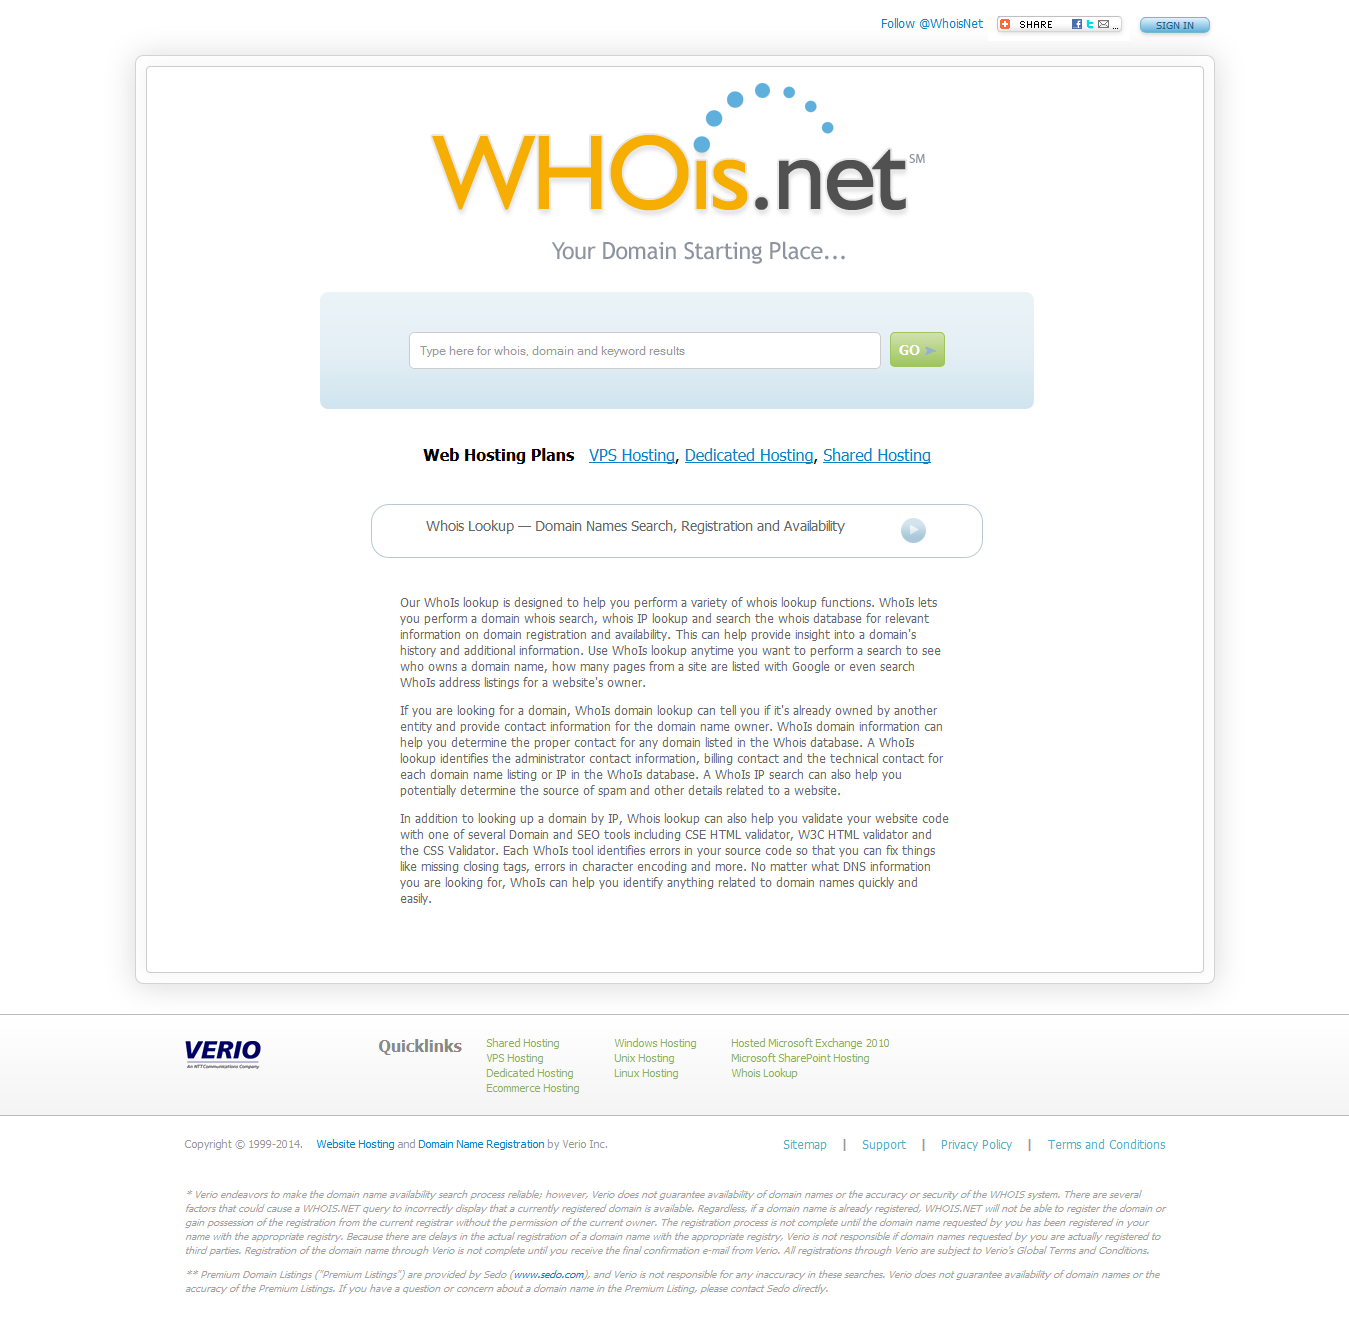 Follow @WhoisNet SHARE ... SIGN IN
WHOis.net SM
Your Domain Starting Place...
Type here for whois, domain and keyword results GO
Web Hosting Plans VPS Hosting, Dedicated Hosting, Shared Hosting
Whois Lookup — Domain Names Search, Registration and Availability
Our WhoIs lookup is designed to help you perform a variety of whois lookup functions. WhoIs lets
you perform a domain whois search, whois IP lookup and search the whois database for relevant
information on domain registration and availability. This can help provide insight into a domain's
history and additional information. Use WhoIs lookup anytime you want to perform a search to see
who owns a domain name, how many pages from a site are listed with Google or even search
WhoIs address listings for a website's owner.
If you are looking for a domain, WhoIs domain lookup can tell you if it's already owned by another
entity and provide contact information for the domain name owner. WhoIs domain information can
help you determine the proper contact for any domain listed in the Whois database. A WhoIs
lookup identifies the administrator contact information, billing contact and the technical contact for
each domain name listing or IP in the WhoIs database. A WhoIs IP search can also help you
potentially determine the source of spam and other details related to a website.
In addition to looking up a domain by IP, Whois lookup can also help you validate your website code
with one of several Domain and SEO tools including CSE HTML validator, W3C HTML validator and
the CSS Validator. Each WhoIs tool identifies errors in your source code so that you can fix things
like missing closing tags, errors in character encoding and more. No matter what DNS information
you are looking for, WhoIs can help you identify anything related to domain names quickly and
easily.
VERIO
An NTT Communications Company
Quicklinks
Shared Hosting
VPS Hosting
Dedicated Hosting
Ecommerce Hosting
Windows Hosting
Unix Hosting
Linux Hosting
Hosted Microsoft Exchange 2010
Microsoft SharePoint Hosting
Whois Lookup
Copyright © 1999-2014. Website Hosting and Domain Name Registration by Verio Inc.
Sitemap | Support | Privacy Policy | Terms and Conditions
* Verio endeavors to make the domain name availability search process reliable; however, Verio does not guarantee availability of domain names or the accuracy or security of the WHOIS system. There are several
factors that could cause a WHOIS.NET query to incorrectly display that a currently registered domain is available. Regardless, if a domain name is already registered, WHOIS.NET will not be able to register the domain or
gain possession of the registration from the current registrar without the permission of the current owner. The registration process is not complete until the domain name requested by you has been registered in your
name with the appropriate registry. Because there are delays in the actual registration of a domain name with the appropriate registry, Verio is not responsible if domain names requested by you are actually registered to
third parties. Registration of the domain name through Verio is not complete until you receive the final confirmation e-mail from Verio. All registrations through Verio are subject to Verio's Global Terms and Conditions.
** Premium Domain Listings ("Premium Listings") are provided by Sedo (www.sedo.com), and Verio is not responsible for any inaccuracy in these searches. Verio does not guarantee availability of domain names or the
accuracy of the Premium Listings. If you have a question or concern about a domain name in the Premium Listing, please contact Sedo directly.